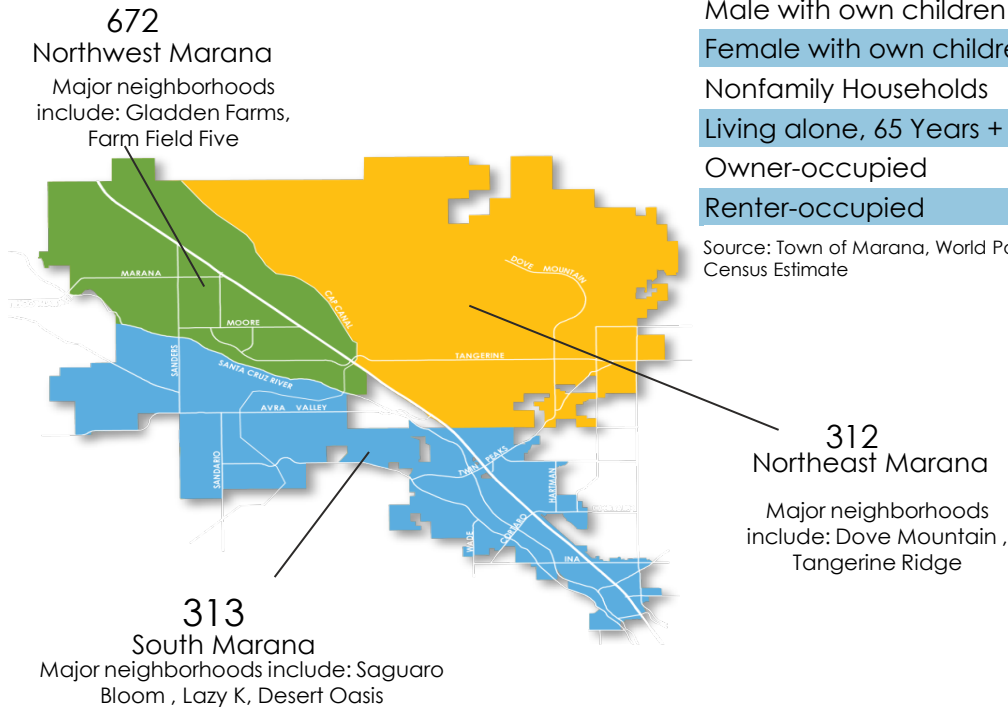 672
Northwest Marana
Major neighborhoods
include: Gladden Farms,
Farm Field Five
Male with own children
Female with own childre
Nonfamily Households
Living alone, 65 Years +
Owner-occupied
Renter-occupied
Source: Town of Marana, World Po
Census Estimate
DOVE MOUNTAIN
MARANA
CAP CANAL
MOORE
TANGERINE
SANDERS
SANTA CRUZ RIVER
AVRA VALLEY
SANDARIO
TWIN PEAKS
HARTMAN
WADE
CORTARO
INA
312
Northeast Marana
Major neighborhoods
include: Dove Mountain ,
Tangerine Ridge
313
South Marana
Major neighborhoods include: Saguaro
Bloom , Lazy K, Desert Oasis